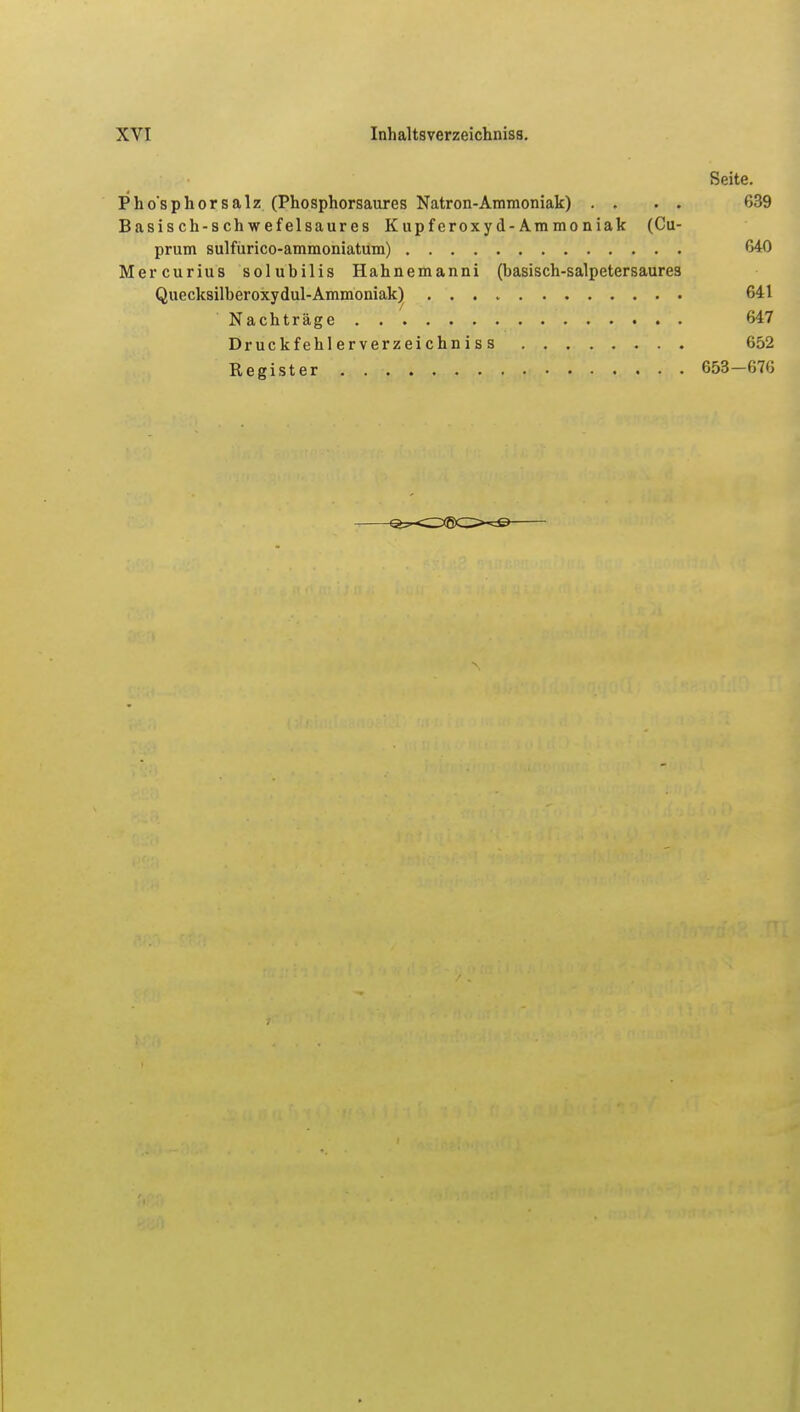 XVI Inhaltsverzeichniss.
Seite.
Phosphorsalz (Phosphorsaures Natron-Ammoniak) . . . . 639
Basisch-schwefelsaures Kupferoxyd-Ammoniak (Cu-
prum sulfurico-ammoniatum) . . . . . . . . . . . . . 640
Mercurius solubilis Hahnemanni (basisch-salpetersaures
Quecksilberoxydul-Ammoniak) . . . . . . . . . . . . 641
Nachträge . . . . . . . . . . . . . . . 647
Druckfehlerverzeichniss . . . . . . . . 652
Register . . . . . . . . . . . . . . . . 653—676